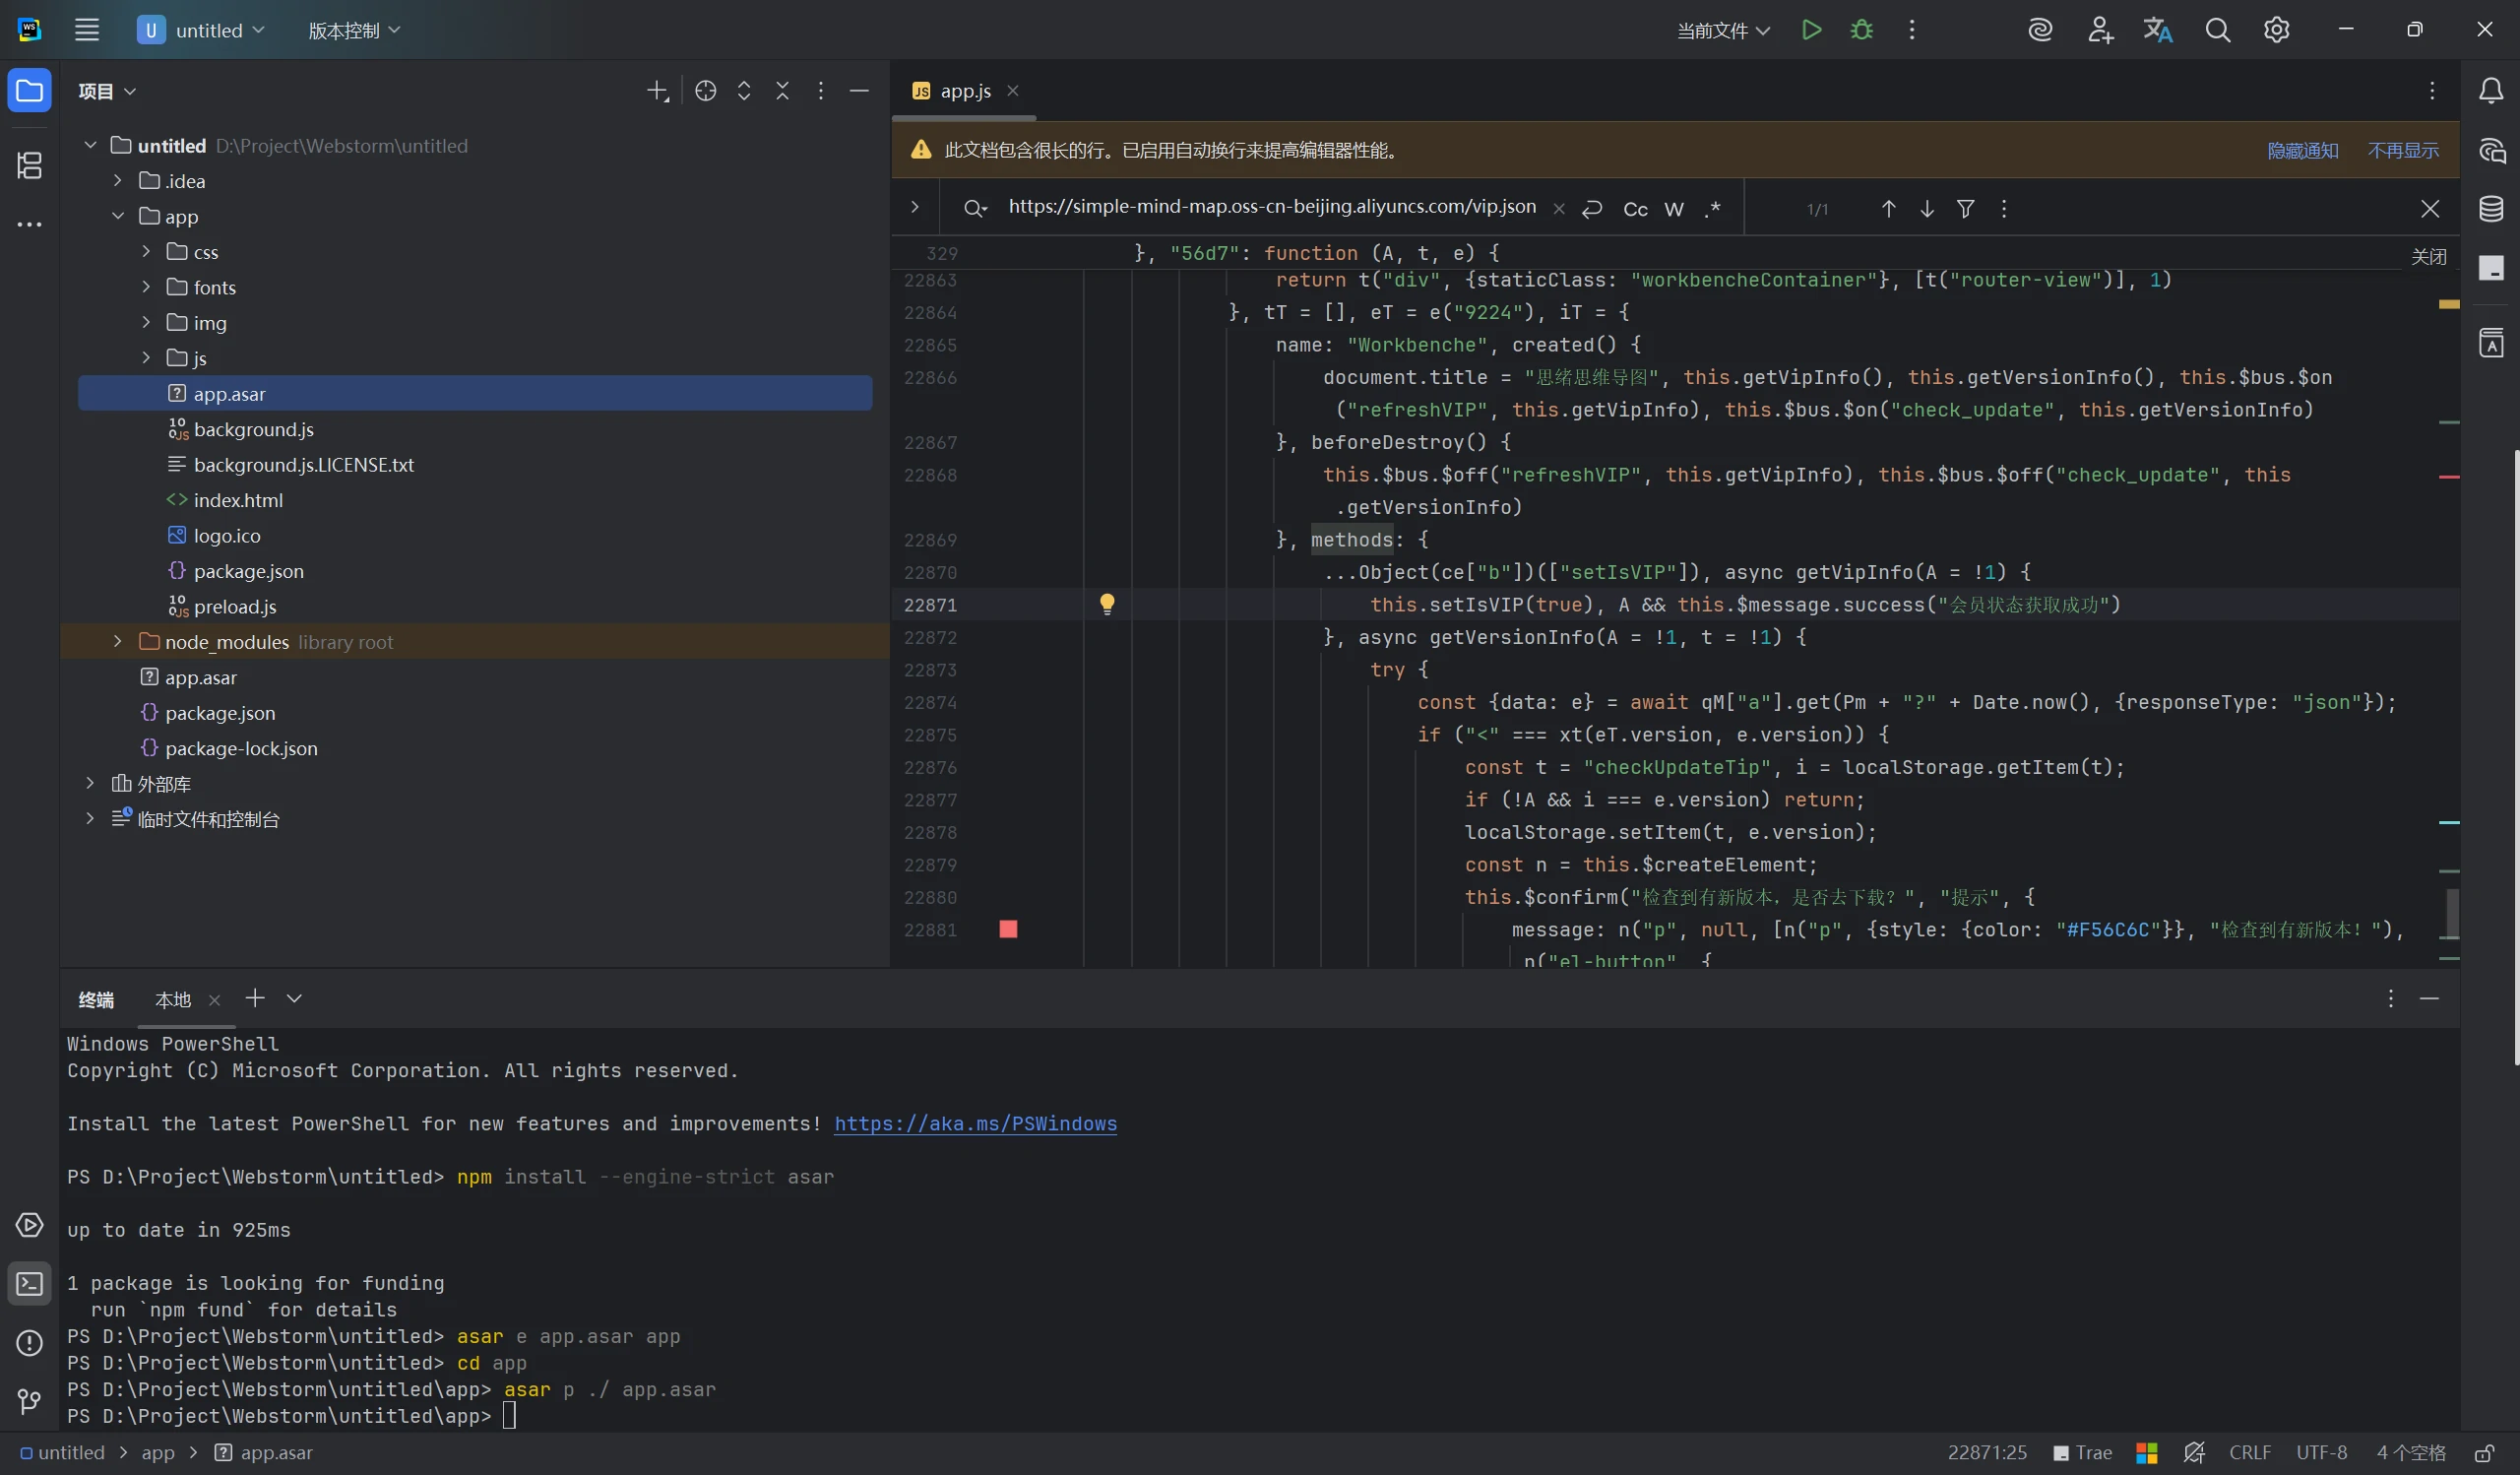 U untitled 版本控制 当前文件
项目
untitled D:\Project\Webstorm\untitled
.idea
app
css
fonts
img
js
app.asar
background.js
background.js.LICENSE.txt
index.html
logo.ico
package.json
preload.js
node_modules library root
app.asar
package.json
package-lock.json
外部库
临时文件和控制台
app.js
此文档包含很长的行。已启用自动换行来提高编辑器性能。 隐藏通知 不再显示
https://simple-mind-map.oss-cn-beijing.aliyuncs.com/vip.json Cc W .* 1/1
关闭
329 }, "56d7": function (A, t, e) {
22863 return t("div", {staticClass: "workbencheContainer"}, [t("router-view")], 1)
22864 }, tT = [], eT = e("9224"), iT = {
22865 name: "Workbenche", created() {
22866 document.title = "思绪思维导图", this.getVipInfo(), this.getVersionInfo(), this.$bus.$on
("refreshVIP", this.getVipInfo), this.$bus.$on("check_update", this.getVersionInfo)
22867 }, beforeDestroy() {
22868 this.$bus.$off("refreshVIP", this.getVipInfo), this.$bus.$off("check_update", this
.getVersionInfo)
22869 }, methods: {
22870 ...Object(ce["b"])(["setIsVIP"]), async getVipInfo(A = !1) {
22871 this.setIsVIP(true), A && this.$message.success("会员状态获取成功")
22872 }, async getVersionInfo(A = !1, t = !1) {
22873 try {
22874 const {data: e} = await qM["a"].get(Pm + "?" + Date.now(), {responseType: "json"});
22875 if ("<" === xt(eT.version, e.version)) {
22876 const t = "checkUpdateTip", i = localStorage.getItem(t);
22877 if (!A && i === e.version) return;
22878 localStorage.setItem(t, e.version);
22879 const n = this.$createElement;
22880 this.$confirm("检查到有新版本，是否去下载？", "提示", {
22881 message: n("p", null, [n("p", {style: {color: "#F56C6C"}}, "检查到有新版本！"),
n("el-button", {
终端 本地
Windows PowerShell
Copyright (C) Microsoft Corporation. All rights reserved.
Install the latest PowerShell for new features and improvements! https://aka.ms/PSWindows
PS D:\Project\Webstorm\untitled> npm install --engine-strict asar
up to date in 925ms
1 package is looking for funding
run `npm fund` for details
PS D:\Project\Webstorm\untitled> asar e app.asar app
PS D:\Project\Webstorm\untitled> cd app
PS D:\Project\Webstorm\untitled\app> asar p ./ app.asar
PS D:\Project\Webstorm\untitled\app>
untitled > app > app.asar 22871:25 Trae CRLF UTF-8 4 个空格